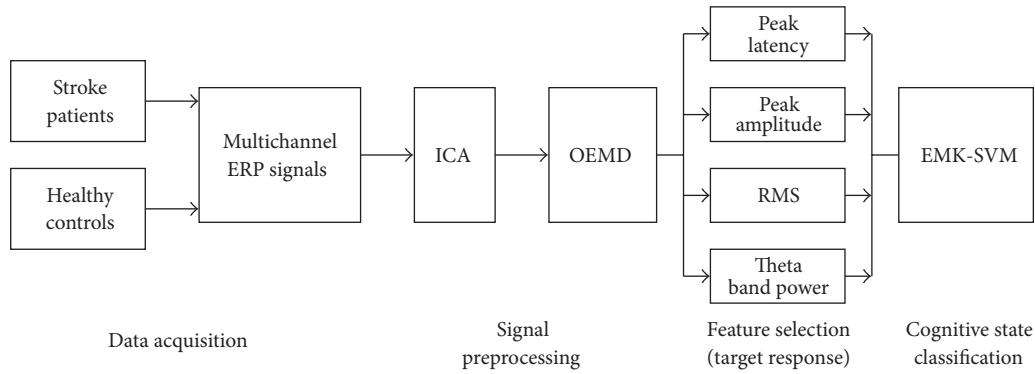 Stroke
patients
Healthy
controls
Multichannel
ERP signals
ICA
OEMD
Peak
latency
Peak
amplitude
RMS
Theta
band power
EMK-SVM
Data acquisition
Signal
preprocessing
Feature selection
(target response)
Cognitive state
classification